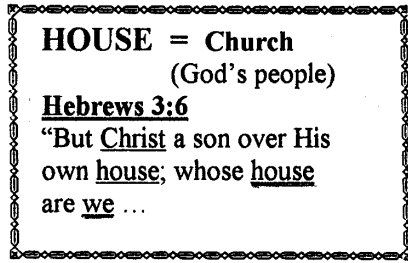 HOUSE = Church
(God's people)
Hebrews 3:6
“But Christ a son over His
own house; whose house
are we ...